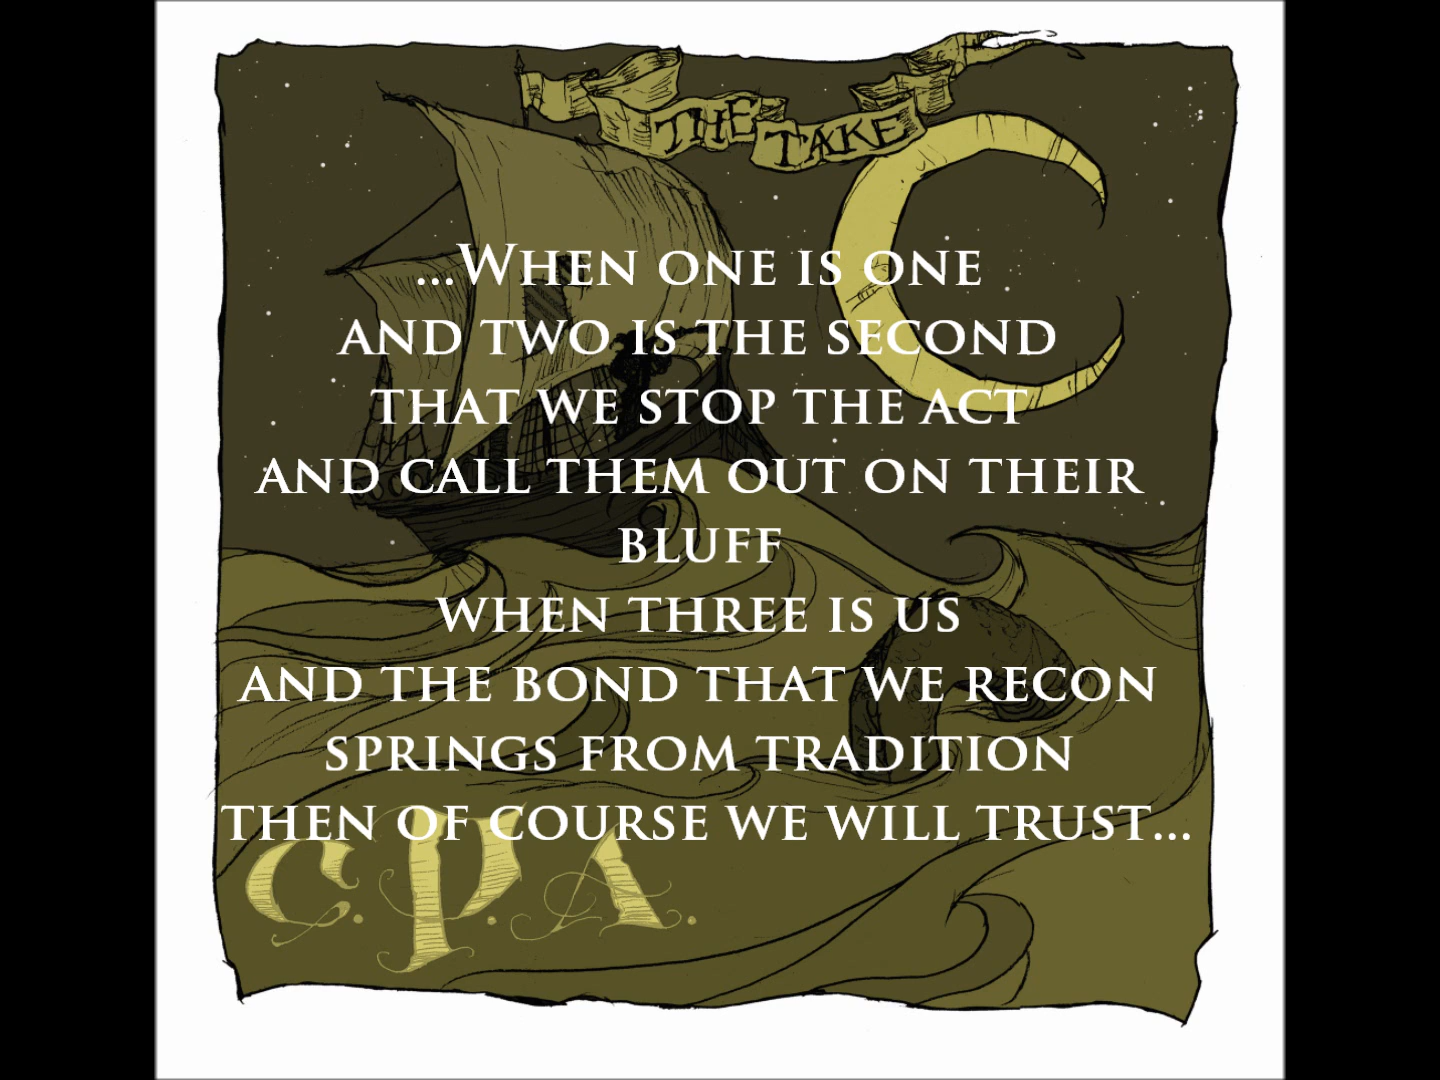 THE TAKE
...WHEN ONE IS ONE
AND TWO IS THE SECOND
THAT WE STOP THE ACT
AND CALL THEM OUT ON THEIR
BLUFF
WHEN THREE IS US
AND THE BOND THAT WE RECON
SPRINGS FROM TRADITION
THEN OF COURSE WE WILL TRUST...
C.P.A.